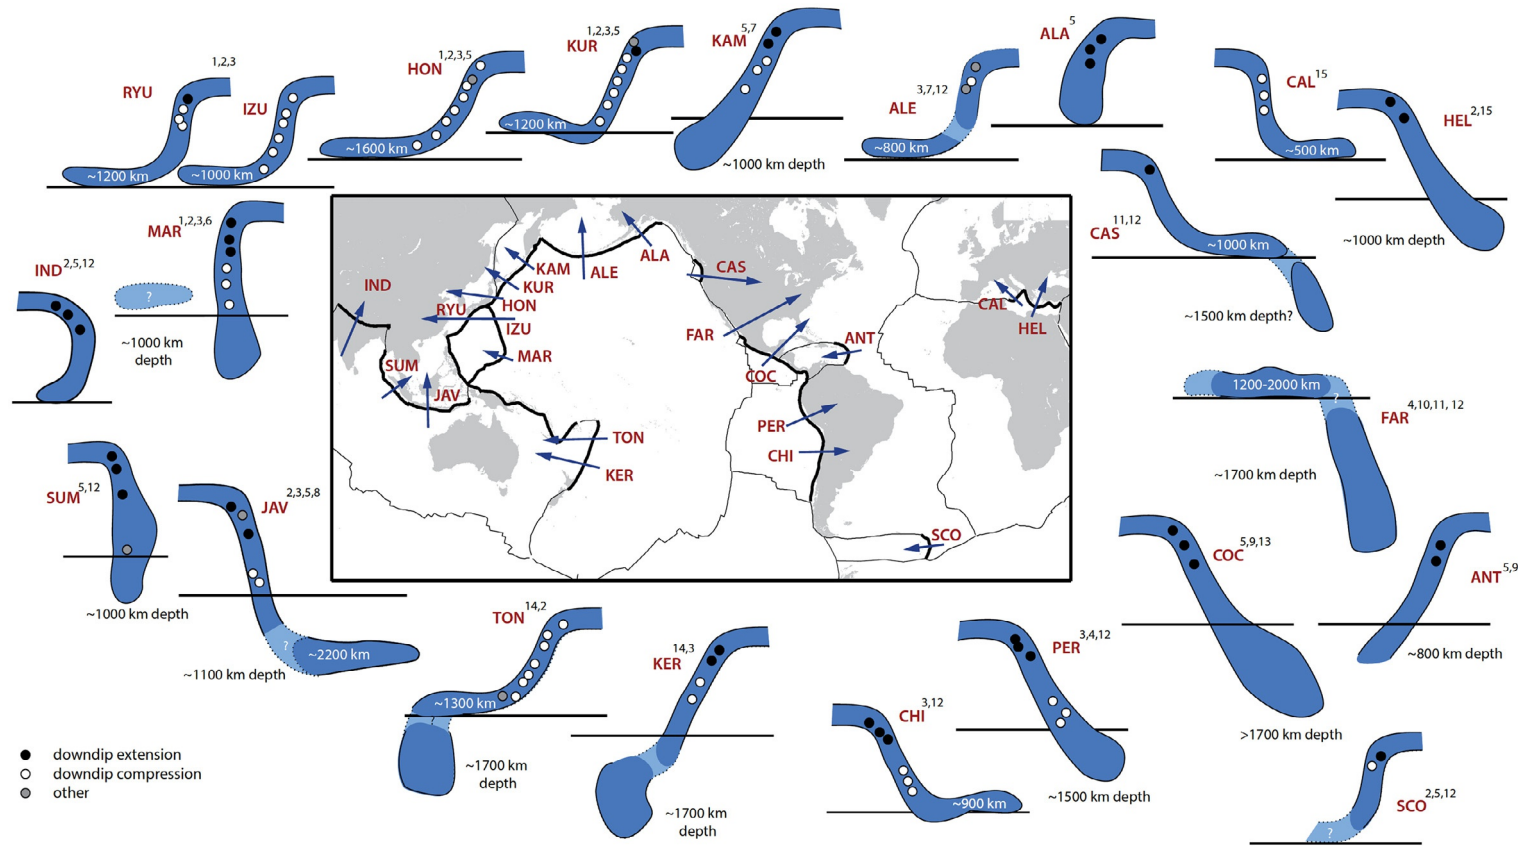 RYU 1,2,3
~1200 km
IZU
~1000 km
HON 1,2,3,5
~1600 km
KUR 1,2,3,5
~1200 km
KAM 5,7
~1000 km depth
ALE 3,7,12
~800 km
ALA 5
CAL 15
~500 km
HEL 2,15
~1000 km depth
IND 2,5,12
MAR 1,2,3,6
?
~1000 km
depth
CAS 11,12
~1000 km
~1500 km depth?
1200-2000 km
?
FAR 4,10,11, 12
~1700 km depth
IND
SUM
JAV
RYU
KAM
KUR
HON
IZU
MAR
ALE
ALA
TON
KER
CAS
FAR
COC
ANT
PER
CHI
SCO
CAL
HEL
SUM 5,12
~1000 km depth
JAV 2,3,5,8
?
~2200 km
~1100 km depth
TON 14,2
~1300 km
?
~1700 km
depth
KER 14,3
~1700 km
depth
CHI 3,12
~900 km
PER 3,4,12
~1500 km depth
COC 5,9,13
>1700 km depth
ANT 5,9
~800 km depth
SCO 2,5,12
?
downdip extension
downdip compression
other